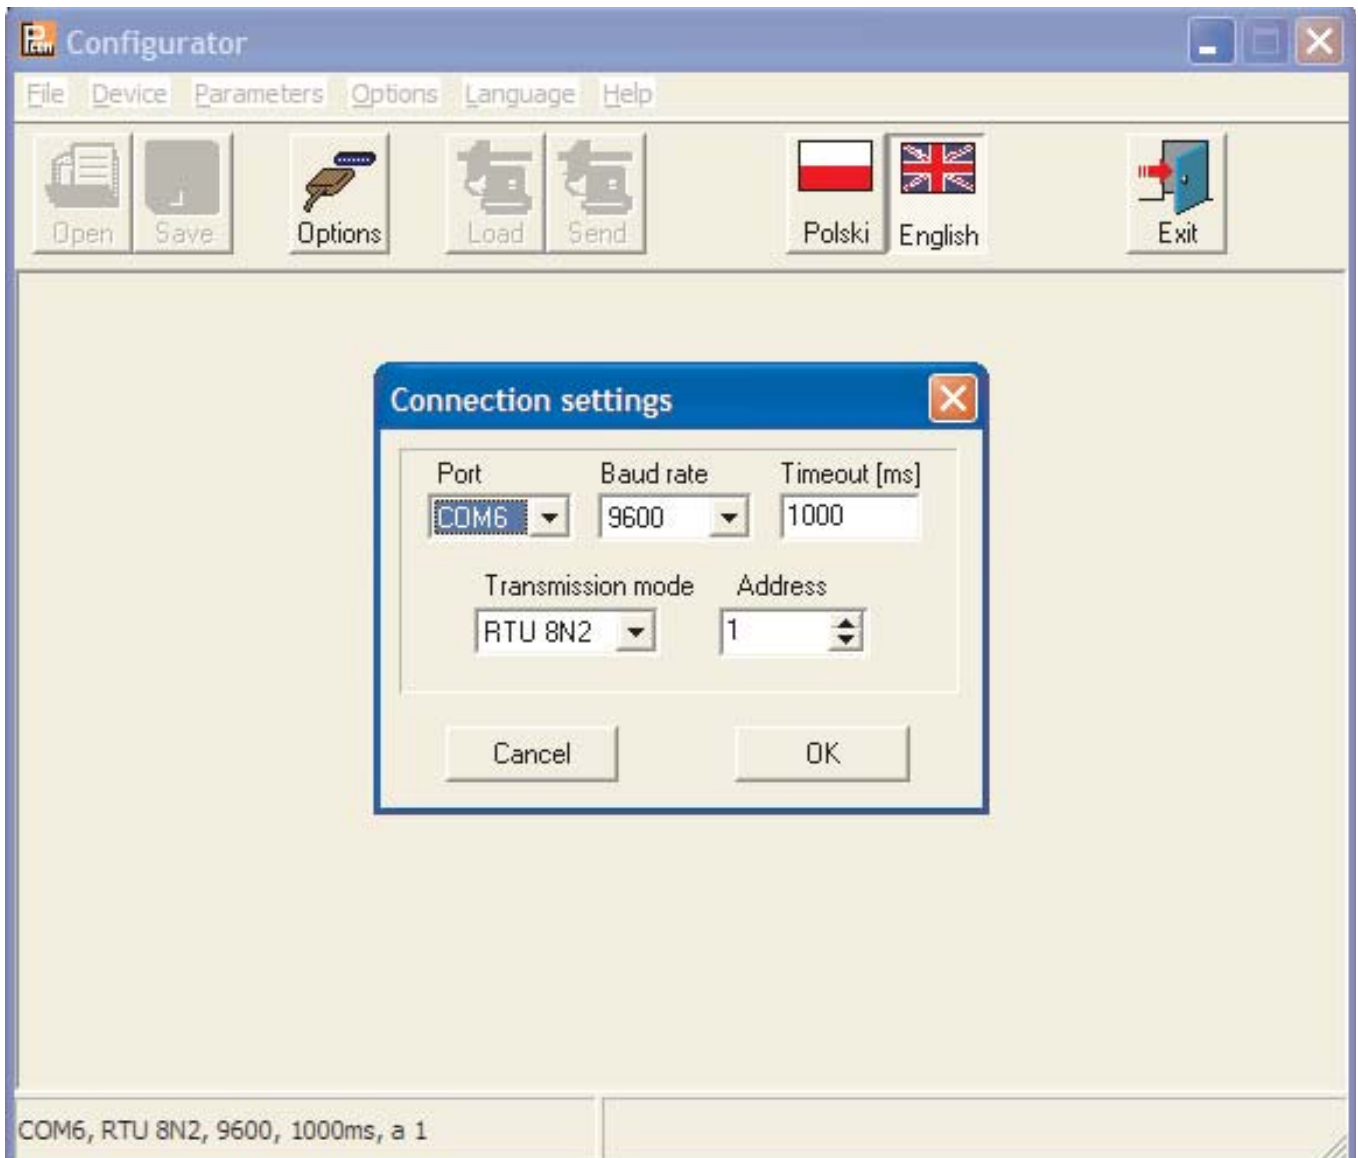 Pcon Configurator
File Device Parameters Options Language Help
Open Save Options Load Send Polski English Exit
Connection settings
Port Baud rate Timeout [ms]
COM6 9600 1000
Transmission mode Address
RTU 8N2 1
Cancel OK
COM6, RTU 8N2, 9600, 1000ms, a 1